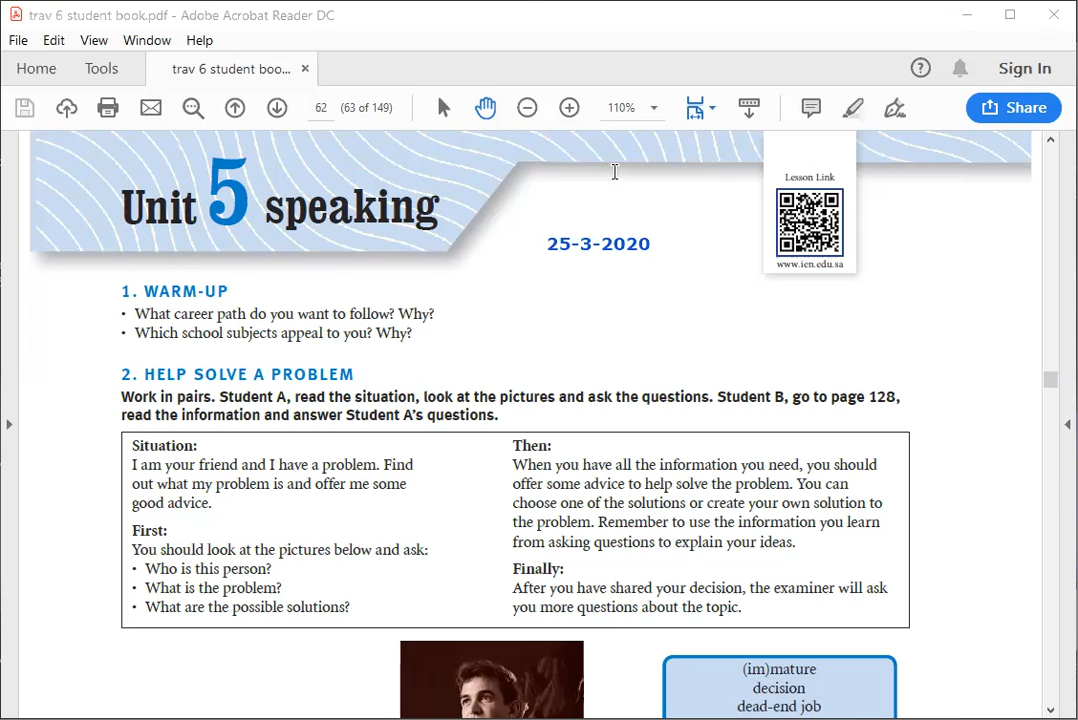 trav 6 student book.pdf - Adobe Acrobat Reader DC
File Edit View Window Help
Home Tools trav 6 student boo... × Sign In
62 (63 of 149) 110% Share
Lesson Link
www.ien.edu.sa
Unit 5 speaking
25-3-2020
1. WARM-UP
• What career path do you want to follow? Why?
• Which school subjects appeal to you? Why?
2. HELP SOLVE A PROBLEM
Work in pairs. Student A, read the situation, look at the pictures and ask the questions. Student B, go to page 128,
read the information and answer Student A's questions.
Situation:
I am your friend and I have a problem. Find
out what my problem is and offer me some
good advice.
First:
You should look at the pictures below and ask:
• Who is this person?
• What is the problem?
• What are the possible solutions?
Then:
When you have all the information you need, you should
offer some advice to help solve the problem. You can
choose one of the solutions or create your own solution to
the problem. Remember to use the information you learn
from asking questions to explain your ideas.
Finally:
After you have shared your decision, the examiner will ask
you more questions about the topic.
(im)mature
decision
dead-end job